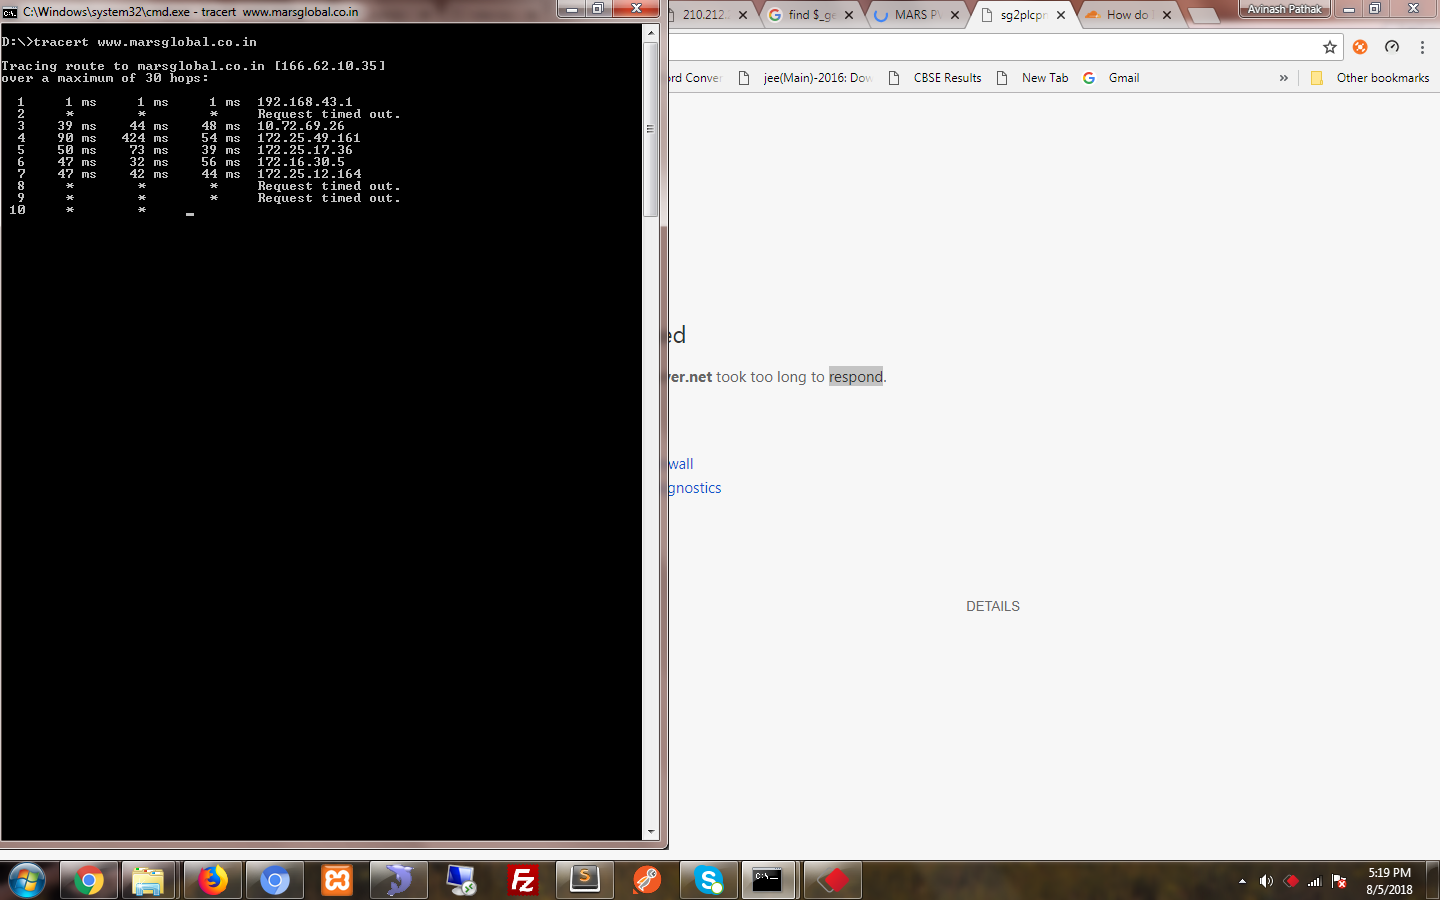 C:\Windows\system32\cmd.exe - tracert  www.marsglobal.co.in
D:\>tracert www.marsglobal.co.in
Tracing route to marsglobal.co.in [166.62.10.35]
over a maximum of 30 hops:
1     1 ms     1 ms     1 ms  192.168.43.1
2     *        *        *     Request timed out.
3    39 ms    44 ms    48 ms  10.72.69.26
4    90 ms   424 ms    54 ms  172.25.49.161
5    50 ms    73 ms    39 ms  172.25.17.36
6    47 ms    32 ms    56 ms  172.16.30.5
7    47 ms    42 ms    44 ms  172.25.12.164
8     *        *        *     Request timed out.
9     *        *        *     Request timed out.
10     *        *
210.212. find $_ge MARS PV sg2plcpr How do Avinash Pathak
ord Conver jee(Main)-2016: Dow CBSE Results New Tab Gmail » Other bookmarks
ed
ver.net took too long to respond.
wall
gnostics
DETAILS
5:19 PM
8/5/2018